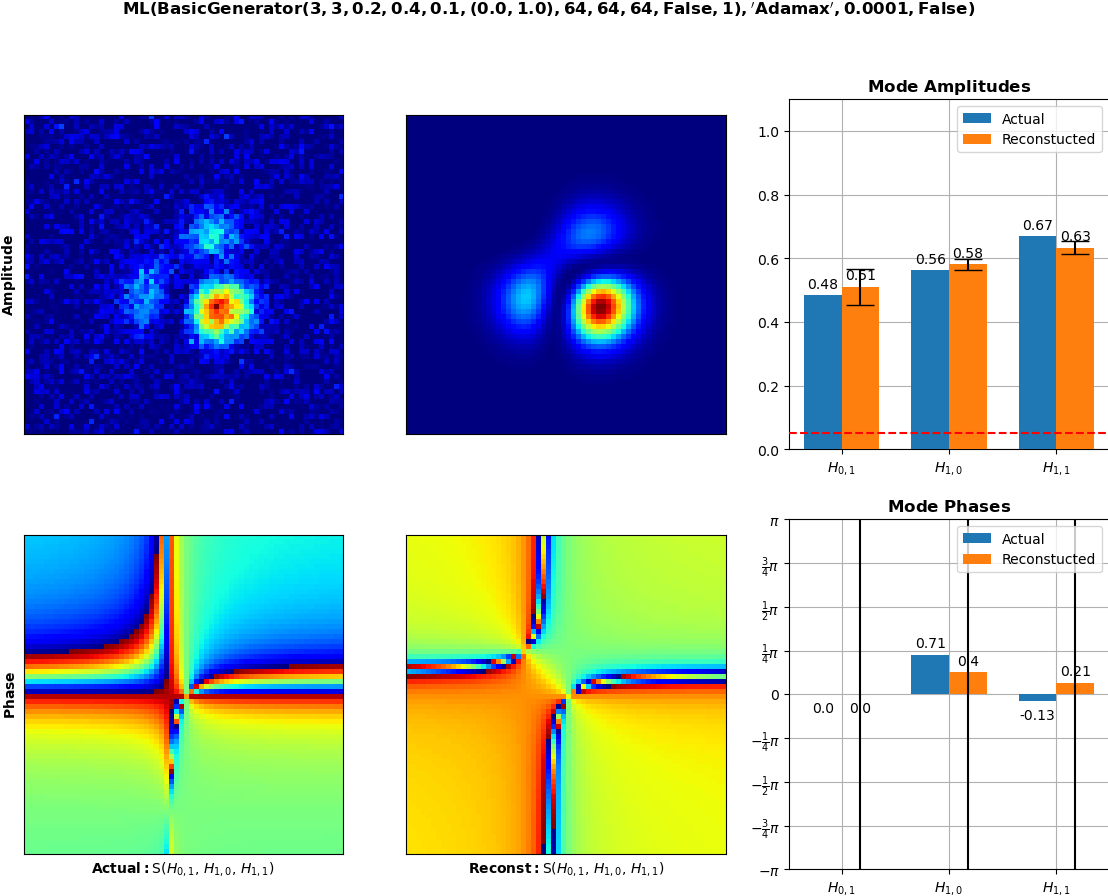 ML(BasicGenerator(3, 3, 0.2, 0.4, 0.1, (0.0, 1.0), 64, 64, 64, False, 1), ′Adamax′, 0.0001, False)
Mode Amplitudes
Actual
Reconstucted
1.0
0.8
0.6
0.4
0.2
0.0
0.48
0.51
0.56
0.58
0.67
0.63
H0,1
H1,0
H1,1
Amplitude
Mode Phases
Actual
Reconstucted
π
3/4π
1/2π
1/4π
0
−1/4π
−1/2π
−3/4π
−π
0.0
0.0
0.71
0.4
-0.13
0.21
H0,1
H1,0
H1,1
Phase
Actual: S(H0,1, H1,0, H1,1)
Reconst: S(H0,1, H1,0, H1,1)